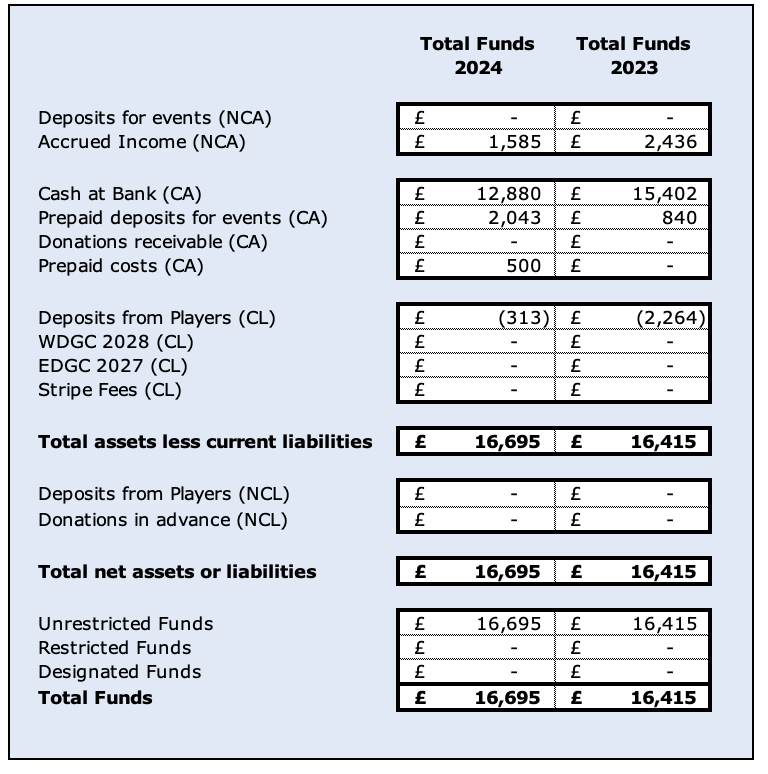 Total Funds Total Funds
2024 2023
Deposits for events (NCA) £ - £ -
Accrued Income (NCA) £ 1,585 £ 2,436
Cash at Bank (CA) £ 12,880 £ 15,402
Prepaid deposits for events (CA) £ 2,043 £ 840
Donations receivable (CA) £ - £ -
Prepaid costs (CA) £ 500 £ -
Deposits from Players (CL) £ (313) £ (2,264)
WDGC 2028 (CL) £ - £ -
EDGC 2027 (CL) £ - £ -
Stripe Fees (CL) £ - £ -
Total assets less current liabilities £ 16,695 £ 16,415
Deposits from Players (NCL) £ - £ -
Donations in advance (NCL) £ - £ -
Total net assets or liabilities £ 16,695 £ 16,415
Unrestricted Funds £ 16,695 £ 16,415
Restricted Funds £ - £ -
Designated Funds £ - £ -
Total Funds £ 16,695 £ 16,415